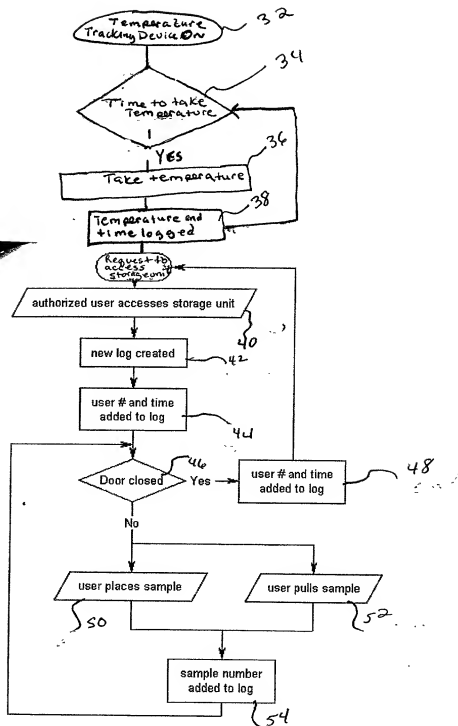 Temperature
Tracking Device ON
32
34
Time to take
Temperature
YES
36
Take temperature
38
Temperature and
time logged
Request to
access
storage unit
authorized user accesses storage unit
40
new log created
42
user # and time
added to log
44
46
Door closed
Yes
user # and time
added to log
48
No
user places sample
user pulls sample
50
52
sample number
added to log
54